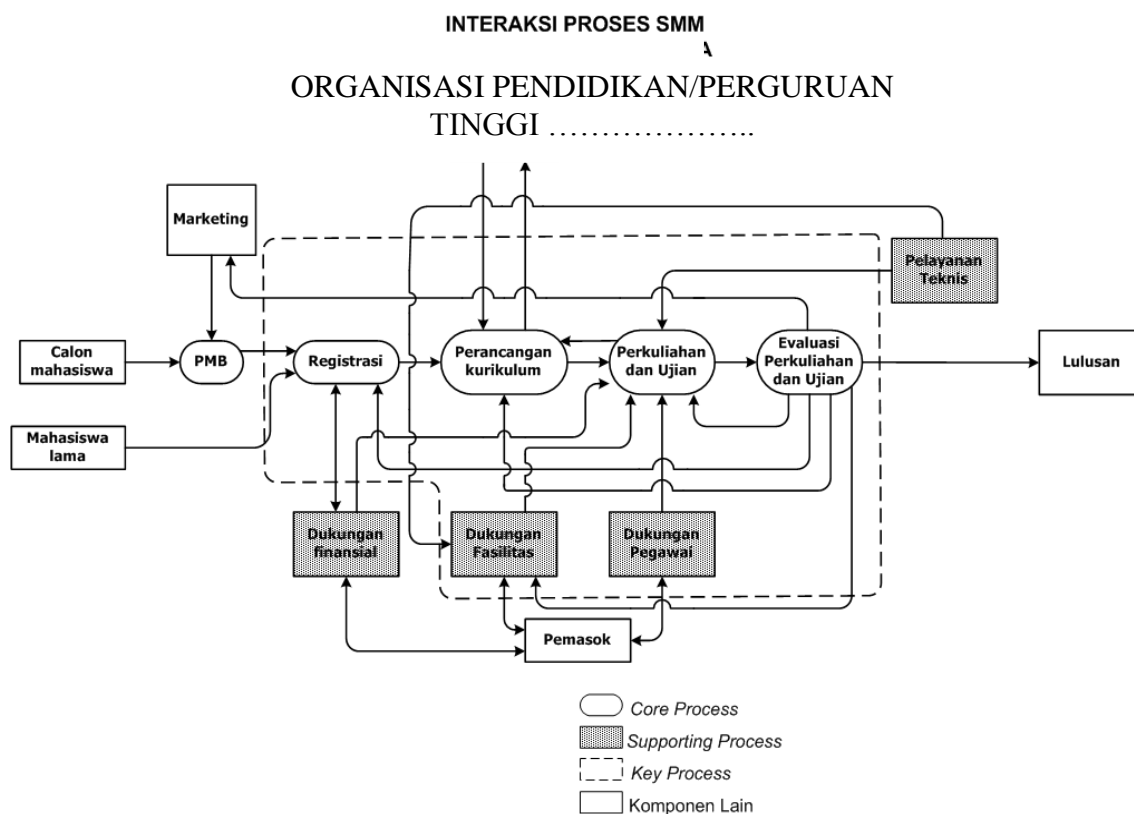 INTERAKSI PROSES SMM
A
ORGANISASI PENDIDIKAN/PERGURUAN
TINGGI ………………..
Marketing
Pelayanan
Teknis
Calon
mahasiswa
PMB
Registrasi
Perancangan
kurikulum
Perkuliahan
dan Ujian
Evaluasi
Perkuliahan
dan Ujian
Lulusan
Mahasiswa
lama
Dukungan
finansial
Dukungan
Fasilitas
Dukungan
Pegawai
Pemasok
Core Process
Supporting Process
Key Process
Komponen Lain